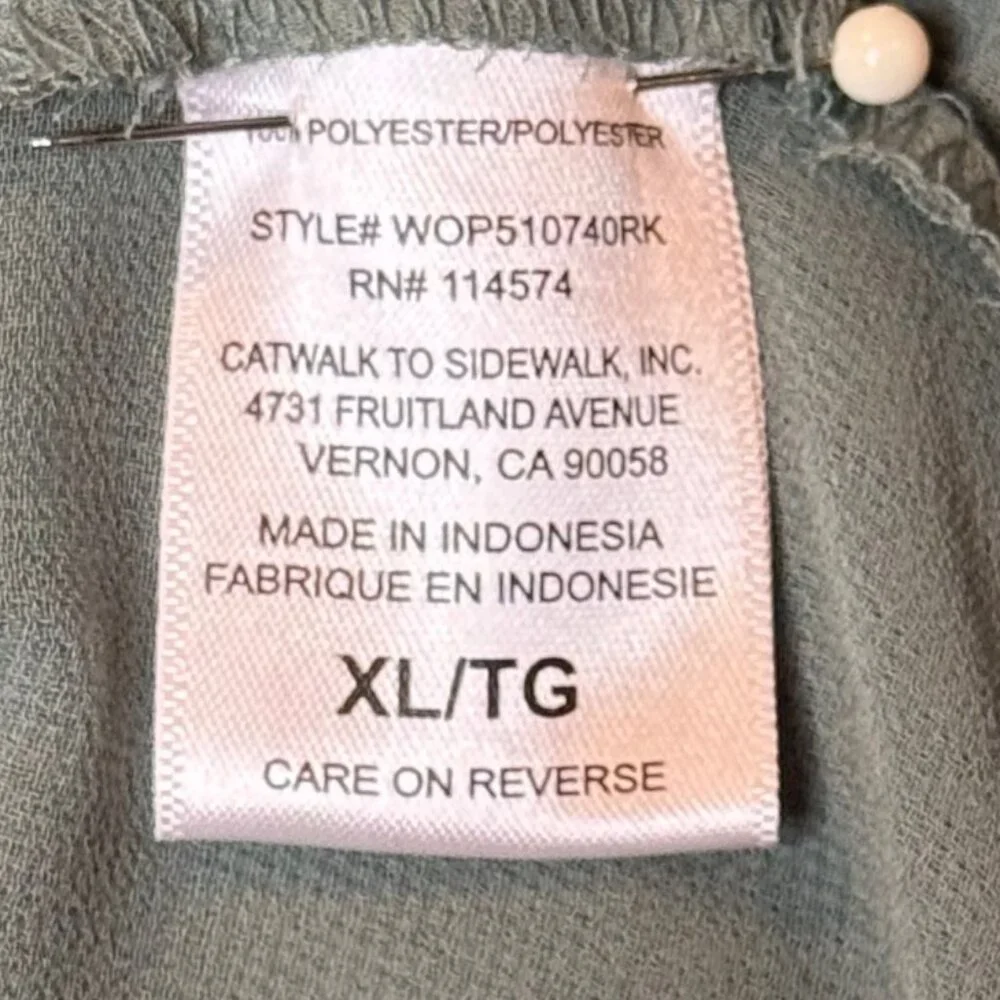 100% POLYESTER/POLYESTER
STYLE# WOP510740RK
RN# 114574
CATWALK TO SIDEWALK, INC.
4731 FRUITLAND AVENUE
VERNON, CA 90058
MADE IN INDONESIA
FABRIQUE EN INDONESIE
XL/TG
CARE ON REVERSE